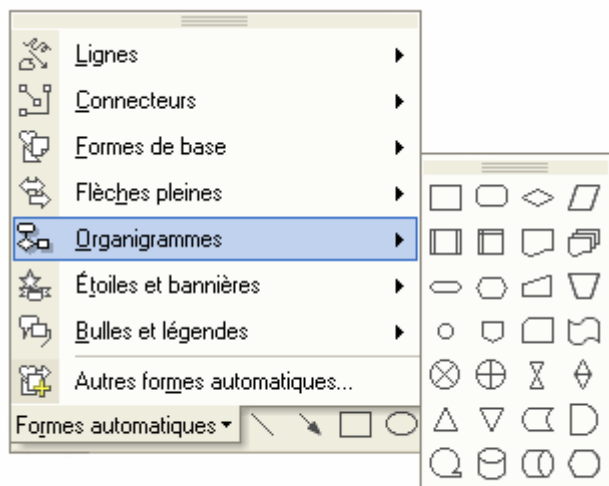 Lignes
Connecteurs
Formes de base
Flèches pleines
Organigrammes
Étoiles et bannières
Bulles et légendes
Autres formes automatiques...
Formes automatiques